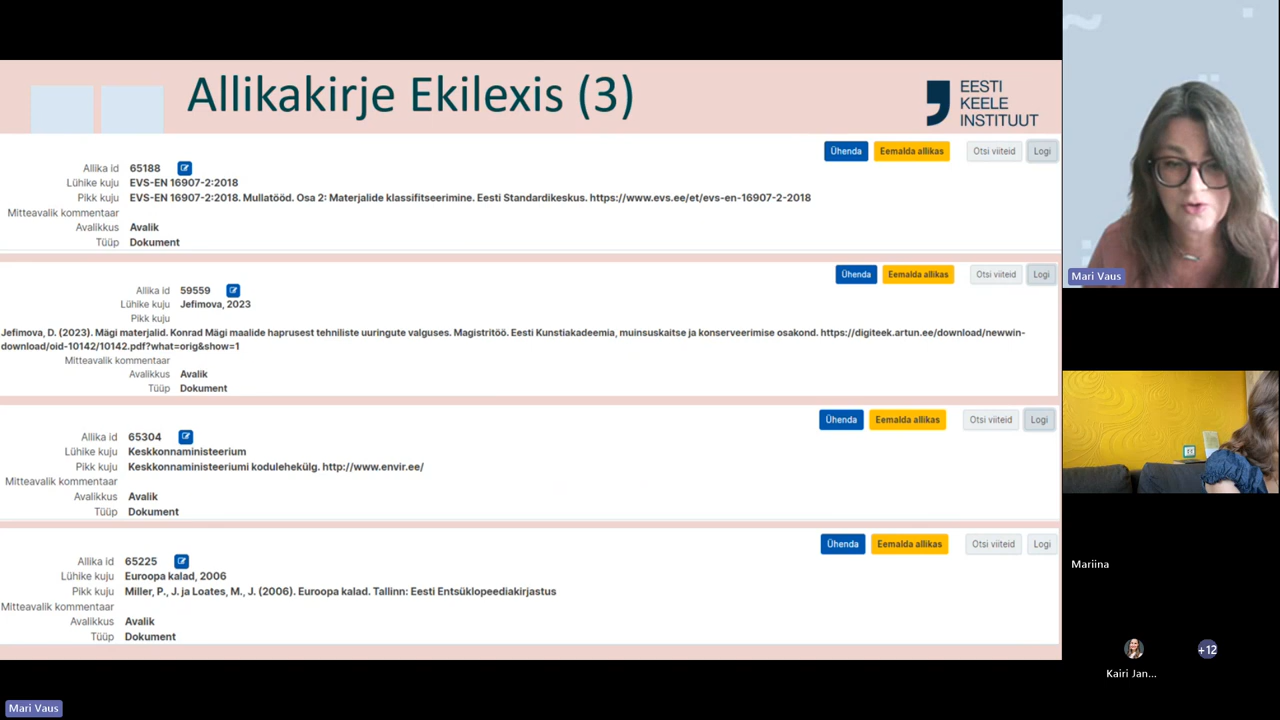 Allikakirje Ekilexis (3)
EESTI
KEELE
INSTITUUT
Ühenda Eemalda allikas Otsi viiteid Logi
Allika id 65188
Lühike kuju EVS-EN 16907-2:2018
Pikk kuju EVS-EN 16907-2:2018. Mullatööd. Osa 2: Materjalide klassifitseerimine. Eesti Standardikeskus. https://www.evs.ee/et/evs-en-16907-2-2018
Mitteavalik kommentaar
Avalikkus Avalik
Tüüp Dokument
Ühenda Eemalda allikas Otsi viiteid Logi
Allika id 59559
Lühike kuju Jefimova, 2023
Pikk kuju
Jefimova, D. (2023). Mägi materjalid. Konrad Mägi maalide haprusest tehniliste uuringute valguses. Magistritöö. Eesti Kunstiakadeemia, muinsuskaitse ja konserveerimise osakond. https://digiteek.artun.ee/download/newwin-
download/oid-10142/10142.pdf?what=orig&show=1
Mitteavalik kommentaar
Avalikkus Avalik
Tüüp Dokument
Ühenda Eemalda allikas Otsi viiteid Logi
Allika id 65304
Lühike kuju Keskkonnaministeerium
Pikk kuju Keskkonnaministeeriumi kodulehekülg. http://www.envir.ee/
Mitteavalik kommentaar
Avalikkus Avalik
Tüüp Dokument
Ühenda Eemalda allikas Otsi viiteid Logi
Allika id 65225
Lühike kuju Euroopa kalad, 2006
Pikk kuju Miller, P., J. ja Loates, M., J. (2006). Euroopa kalad. Tallinn: Eesti Entsüklopeediakirjastus
Mitteavalik kommentaar
Avalikkus Avalik
Tüüp Dokument
Mari Vaus
Mariina
+12
Kairi Jan...
Mari Vaus